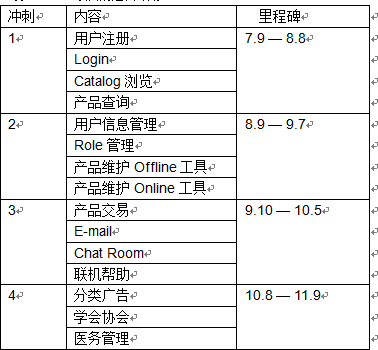 冲刺 内容 里程碑
1 用户注册 7.9 — 8.8
Login
Catalog 浏览
产品查询
2 用户信息管理 8.9 — 9.7
Role 管理
产品维护 Offline 工具
产品维护 Online 工具
3 产品交易 9.10 — 10.5
E-mail
Chat Room
联机帮助
4 分类广告 10.8 — 11.9
学会协会
医务管理